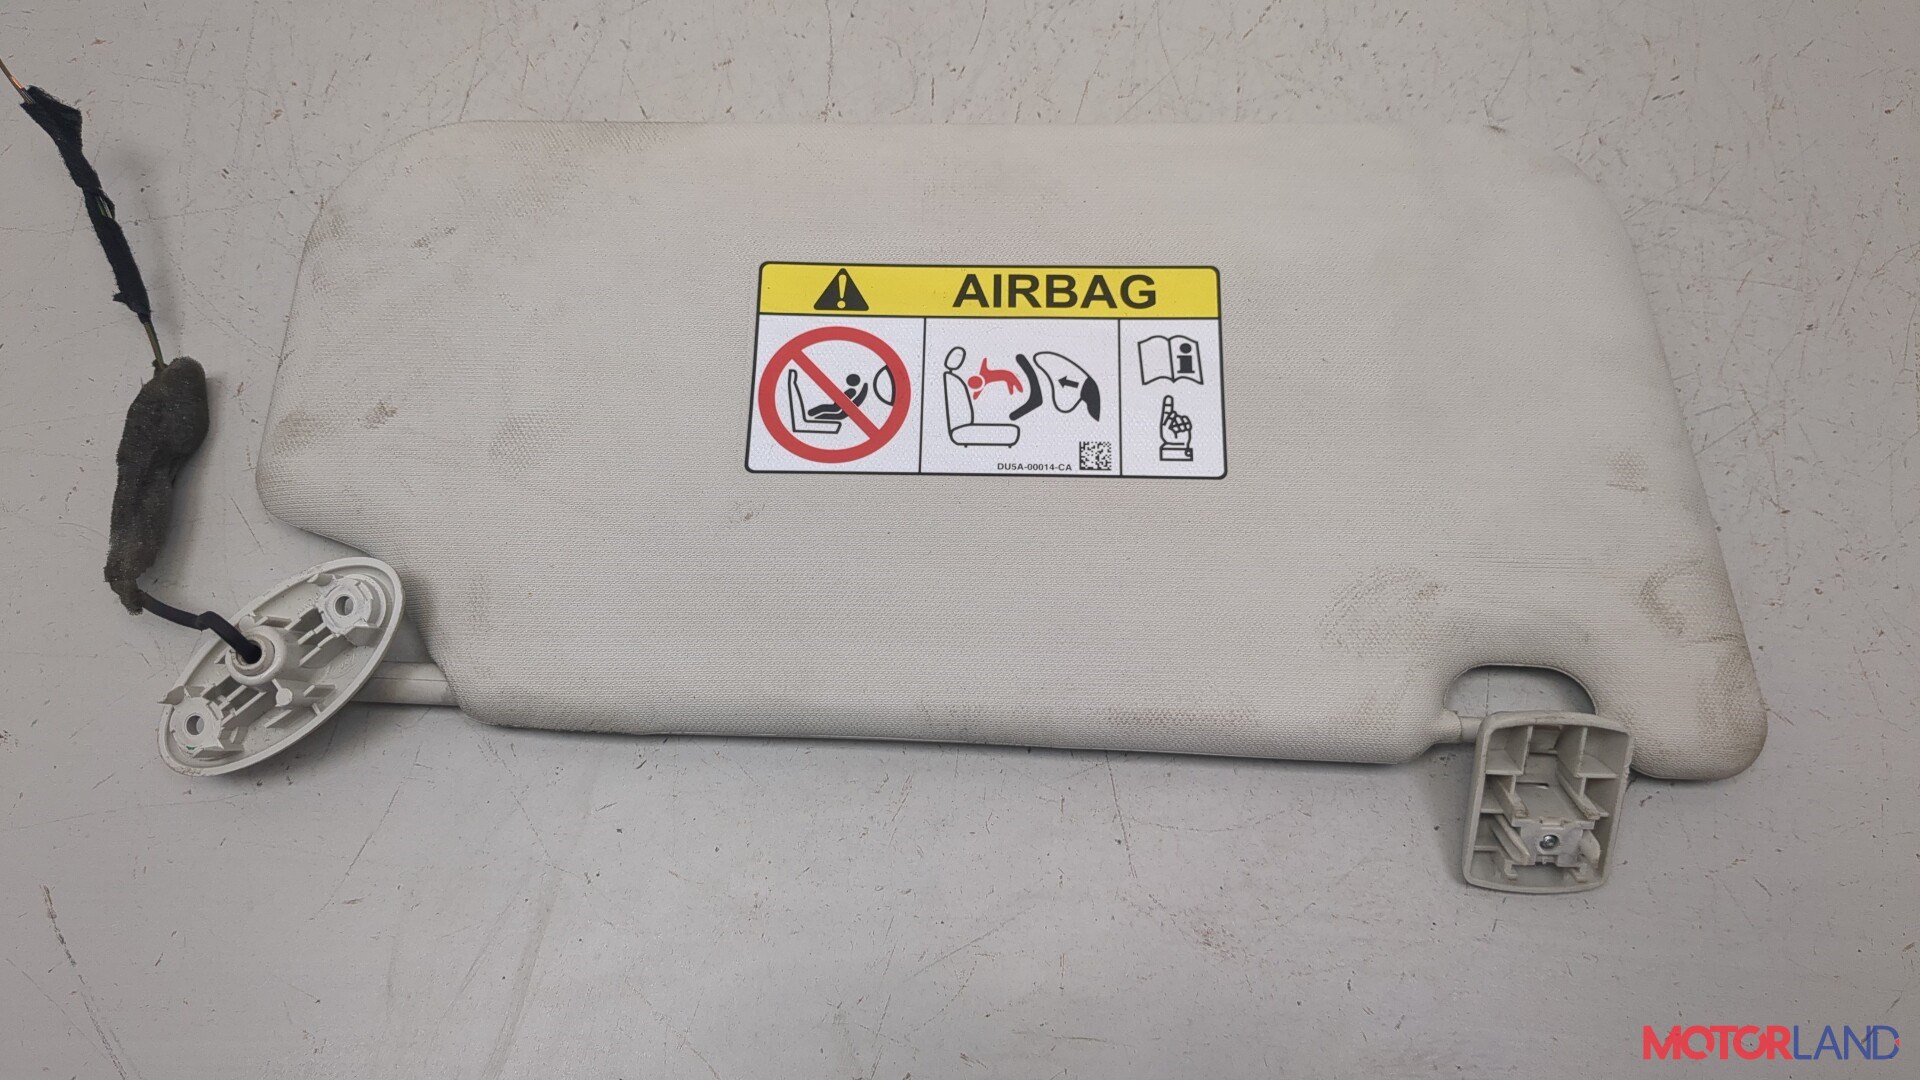 AIRBAG
DU5A-00014-CA
MOTORLAND